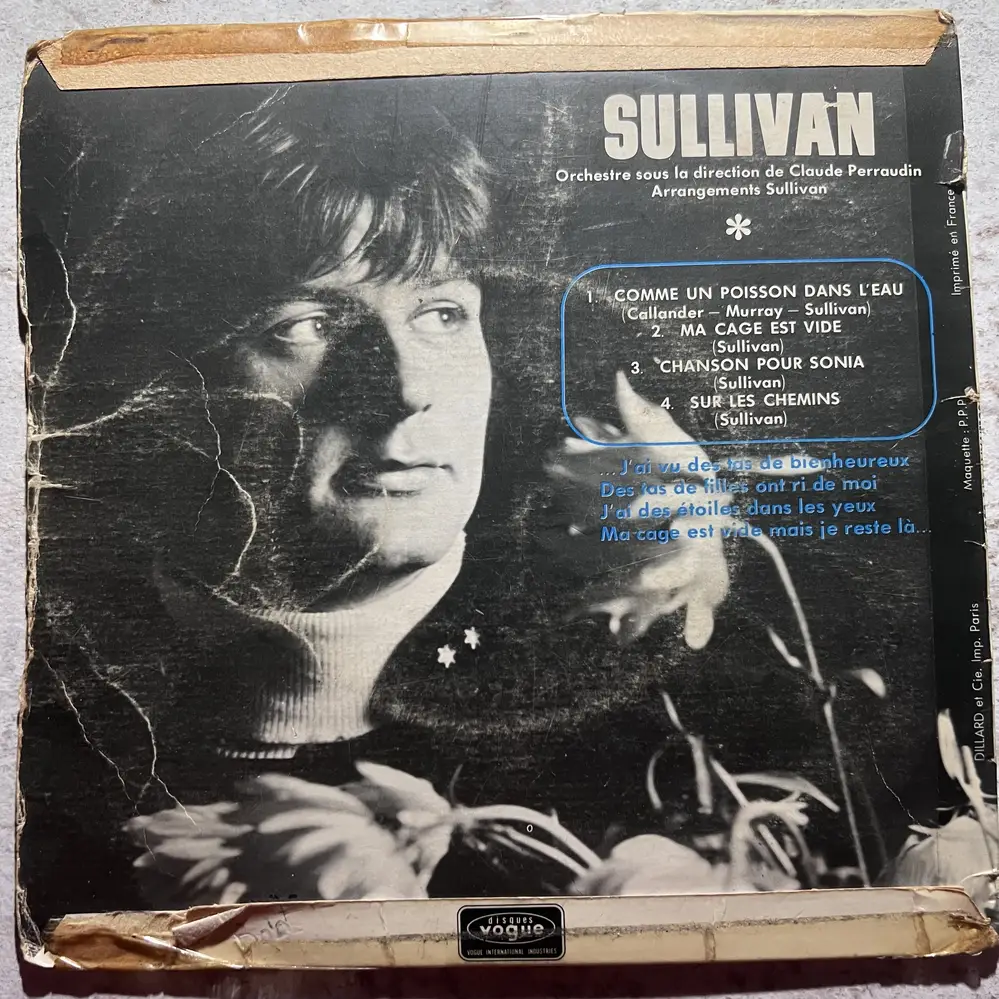 SULLIVAN
Orchestre sous la direction de Claude Perraudin
Arrangements Sullivan
*
1. COMME UN POISSON DANS L'EAU
(Callander – Murray – Sullivan)
2. MA CAGE EST VIDE
(Sullivan)
3. CHANSON POUR SONIA
(Sullivan)
4. SUR LES CHEMINS
(Sullivan)
...J'ai vu des tas de bienheureux
Des tas de filles ont ri de moi
J'ai des étoiles dans les yeux
Ma cage est vide mais je reste là...
Imprimé en France
Maquette : P.P.P.
DILLARD et Cie. Imp. Paris
disques
vogue
VOGUE INTERNATIONAL INDUSTRIES